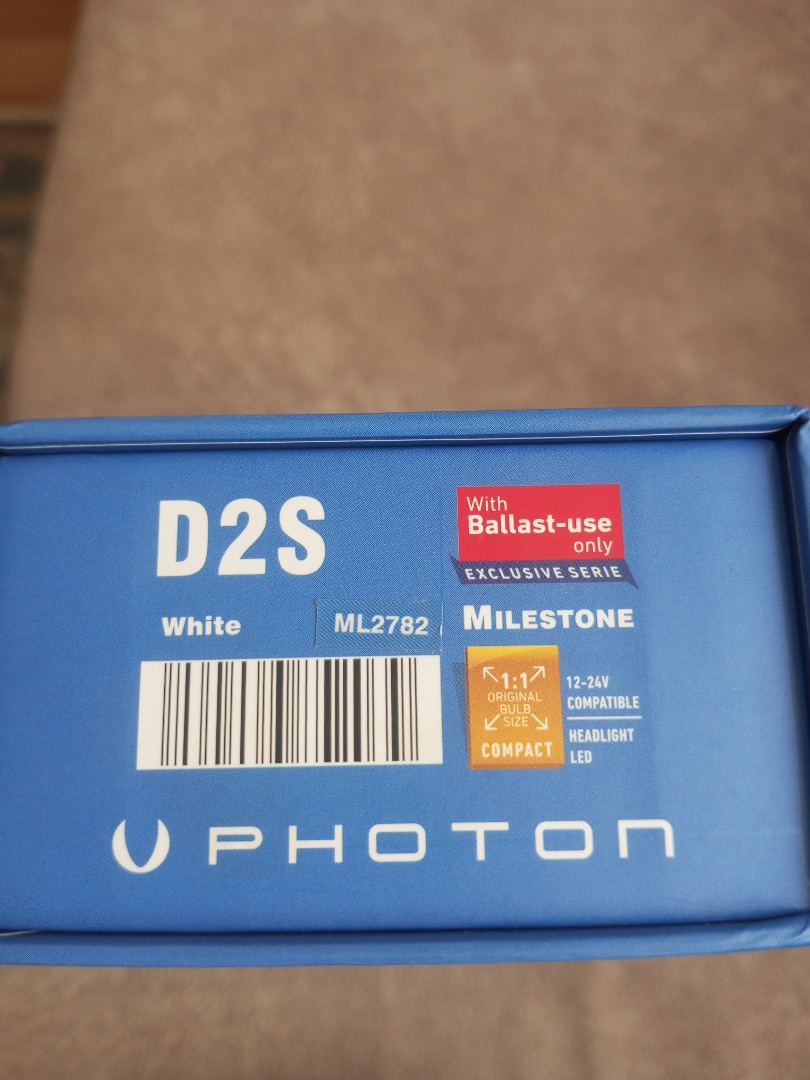 D2S
White
ML2782
With
Ballast-use
only
EXCLUSIVE SERIE
MILESTONE
1:1
ORIGINAL
BULB
SIZE
COMPACT
12-24V
COMPATIBLE
HEADLIGHT
LED
PHOTON